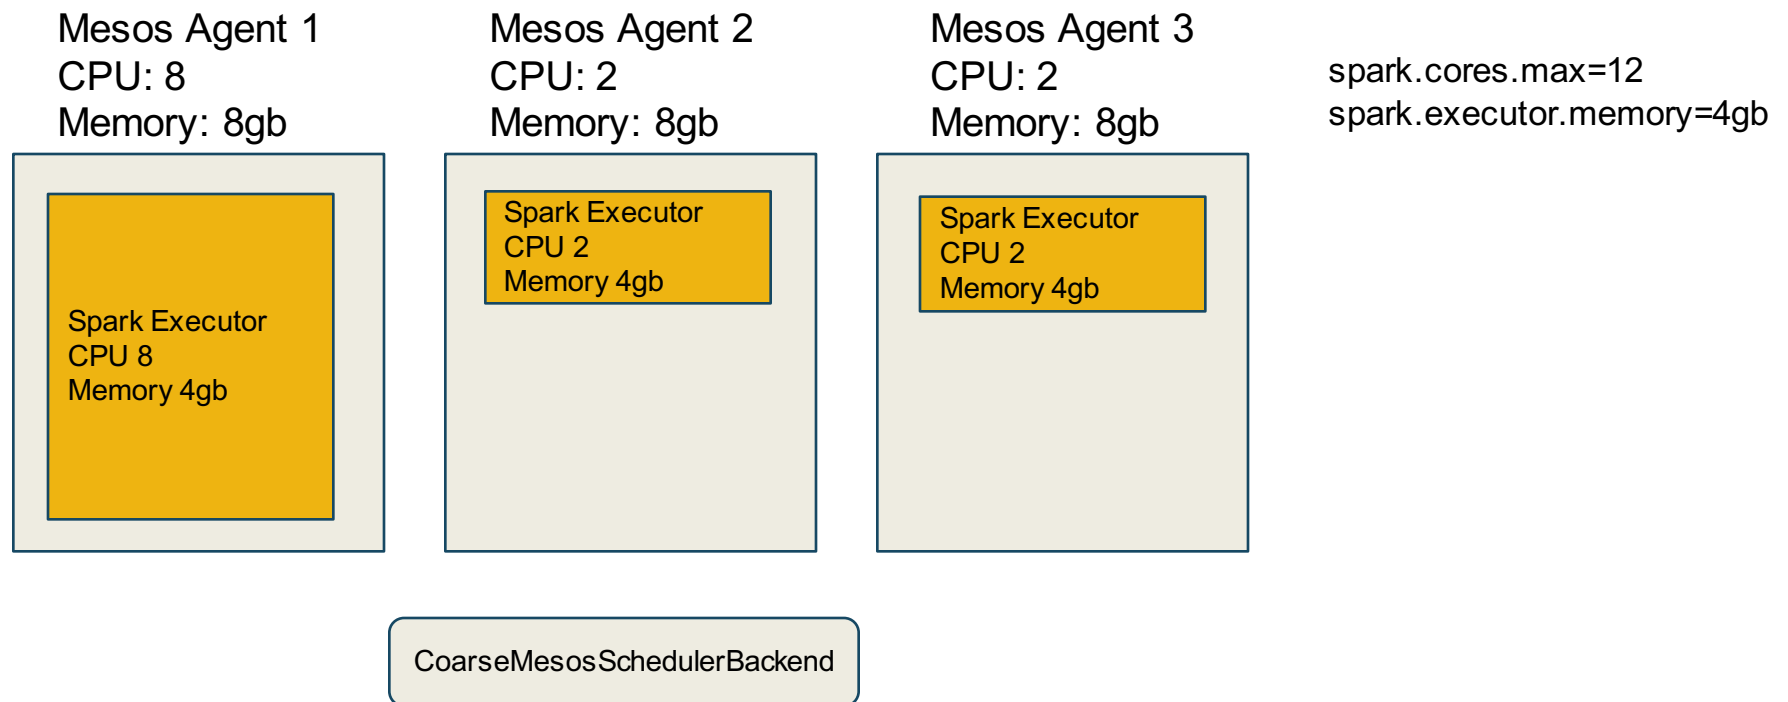 Mesos Agent 1
CPU: 8
Memory: 8gb
Mesos Agent 2
CPU: 2
Memory: 8gb
Mesos Agent 3
CPU: 2
Memory: 8gb
spark.cores.max=12
spark.executor.memory=4gb
Spark Executor
CPU 8
Memory 4gb
Spark Executor
CPU 2
Memory 4gb
Spark Executor
CPU 2
Memory 4gb
CoarseMesosSchedulerBackend